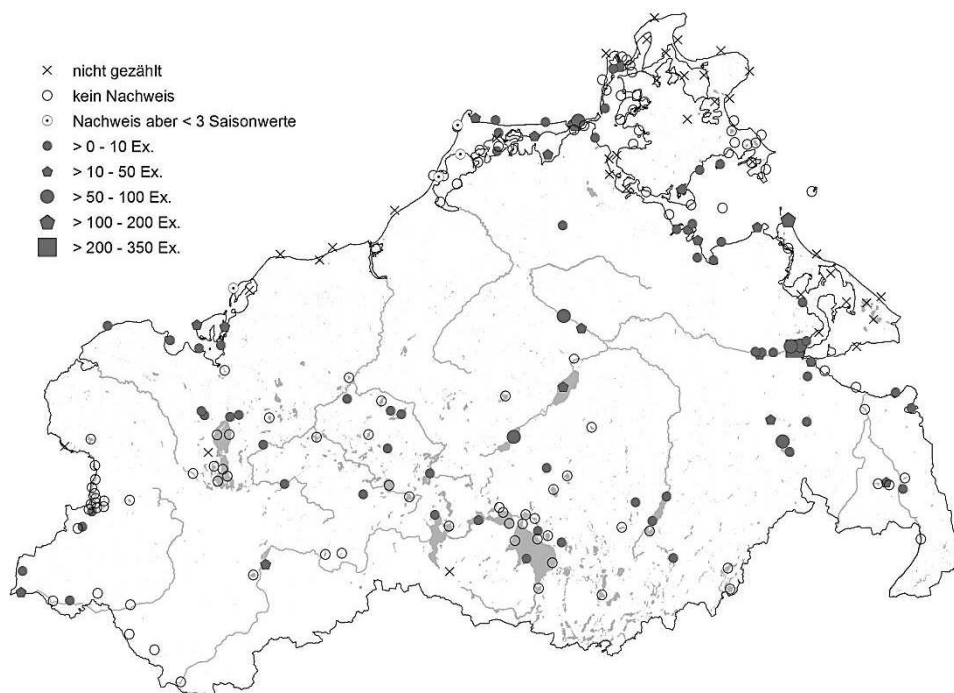 nicht gezählt
kein Nachweis
Nachweis aber < 3 Saisonwerte
> 0 - 10 Ex.
> 10 - 50 Ex.
> 50 - 100 Ex.
> 100 - 200 Ex.
> 200 - 350 Ex.